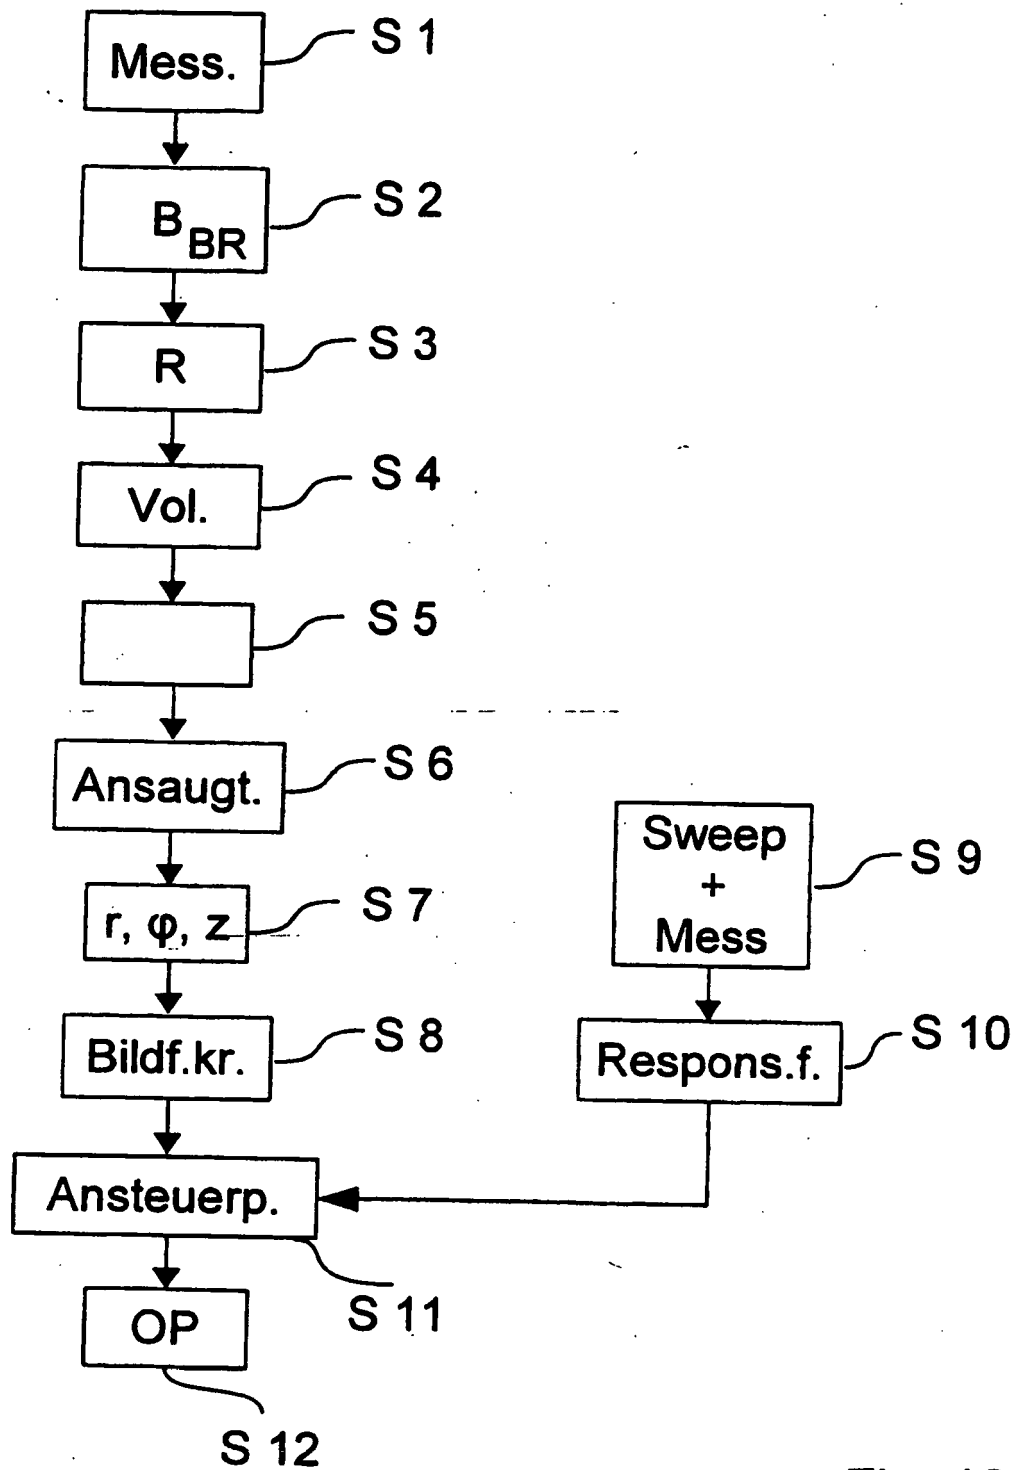 Mess.
S 1
B BR
S 2
R
S 3
Vol.
S 4
S 5
Ansaugt.
S 6
r, φ, z
S 7
Bildf.kr.
S 8
Sweep
+
Mess
S 9
Respons.f.
S 10
Ansteuerp.
S 11
OP
S 12